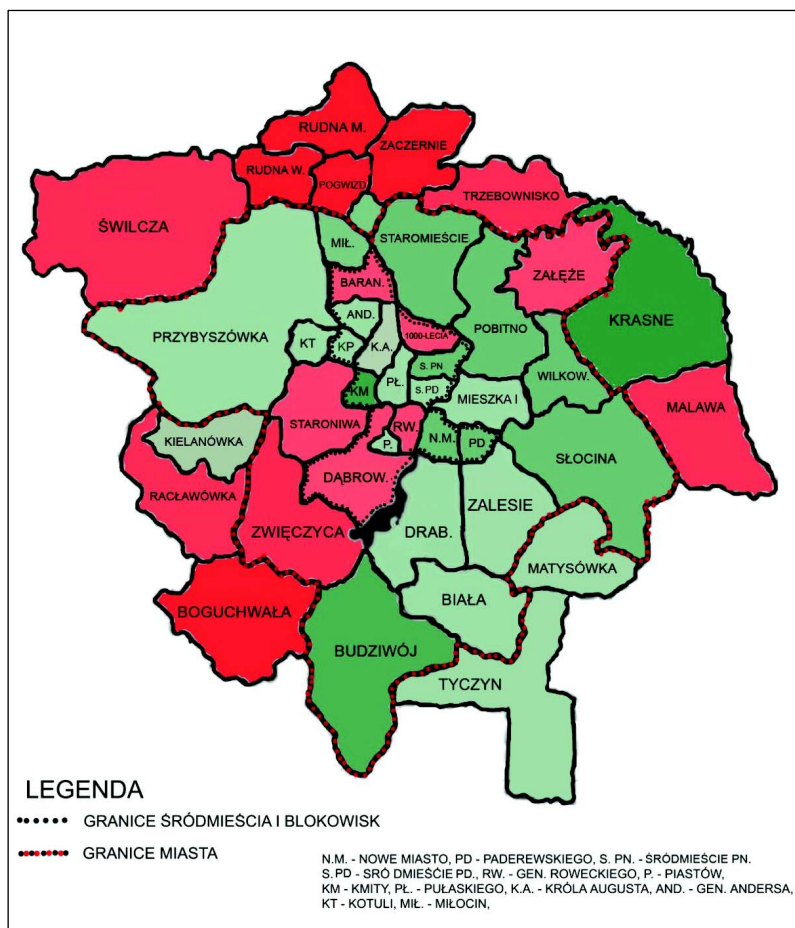 RUDNA M.
ZACZERNIE
RUDNA W.
POGWIZD
TRZEBOWNISKO
ŚWILCZA
MIŁ.
STAROMIEŚCIE
ZAŁĘŻE
BARAN.
KRASNE
AND.
1000-LECIA
POBITNO
PRZYBYSZÓWKA
KT
KP
K.A.
S. PN
WILKOW.
KM
PŁ.
S. PD
MIESZKA I
MALAWA
STARONIWA
RW.
N.M.
PD
KIELANÓWKA
P.
SŁOCINA
DĄBROW.
RACŁAWÓWKA
ZALESIE
ZWIĘCZYCA
DRAB.
MATYSÓWKA
BIAŁA
BOGUCHWAŁA
BUDZIWÓJ
TYCZYN
LEGENDA
GRANICE ŚRÓDMIEŚCIA I BLOKOWISK
GRANICE MIASTA
N.M. - NOWE MIASTO, PD - PADEREWSKIEGO, S. PN. - ŚRÓDMIEŚCIE PN.
S.PD - SRÓ DMIEŚĆIE PD., RW. - GEN. ROWECKIEGO, P. - PIASTÓW,
KM - KMITY, PŁ. - PUŁASKIEGO, K.A. - KRÓLA AUGUSTA, AND. - GEN. ANDERSA,
KT - KOTULI, MIŁ. - MIŁOCIN,